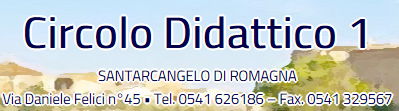 Circolo Didattico 1
SANTARCANGELO DI ROMAGNA
Via Daniele Felici n°45 • Tel. 0541 626186 – Fax. 0541 329567